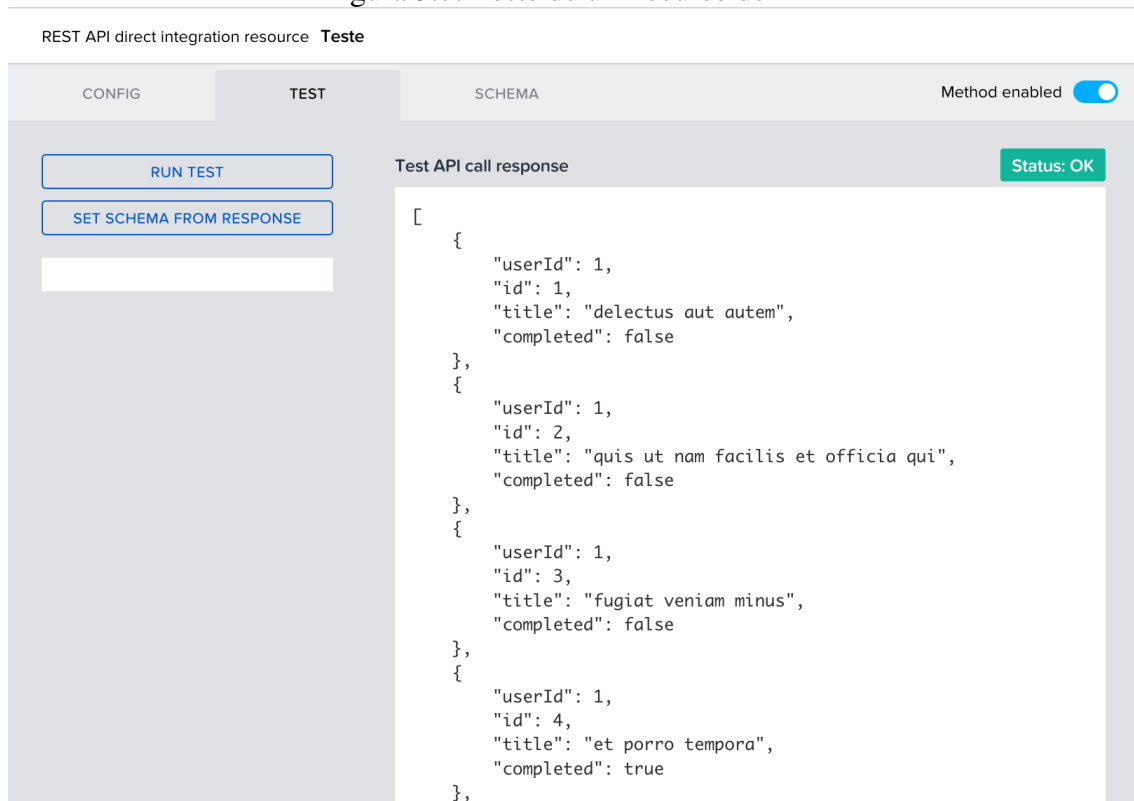 REST API direct integration resource Teste
CONFIG TEST SCHEMA Method enabled
RUN TEST
SET SCHEMA FROM RESPONSE
Test API call response Status: OK
[
    {
        "userId": 1,
        "id": 1,
        "title": "delectus aut autem",
        "completed": false
    },
    {
        "userId": 1,
        "id": 2,
        "title": "quis ut nam facilis et officia qui",
        "completed": false
    },
    {
        "userId": 1,
        "id": 3,
        "title": "fugiat veniam minus",
        "completed": false
    },
    {
        "userId": 1,
        "id": 4,
        "title": "et porro tempora",
        "completed": true
    },